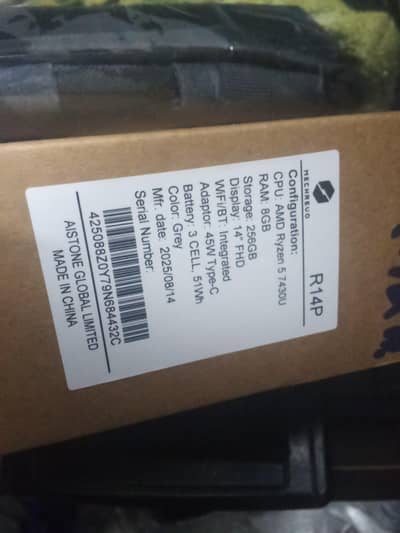 MECHREVO
R14P
Configuration:
CPU: AMD Ryzen 5 7430U
RAM: 8GB
Storage: 256GB
Display: 14" FHD
WiFi/BT: Integrated
Adaptor: 45W Type-C
Battery: 3 CELL, 51Wh
Color: Grey
Mfr. date: 2025/08/14
Serial Number:
425088Z0Y79N684432C
AISTONE GLOBAL LIMITED
MADE IN CHINA